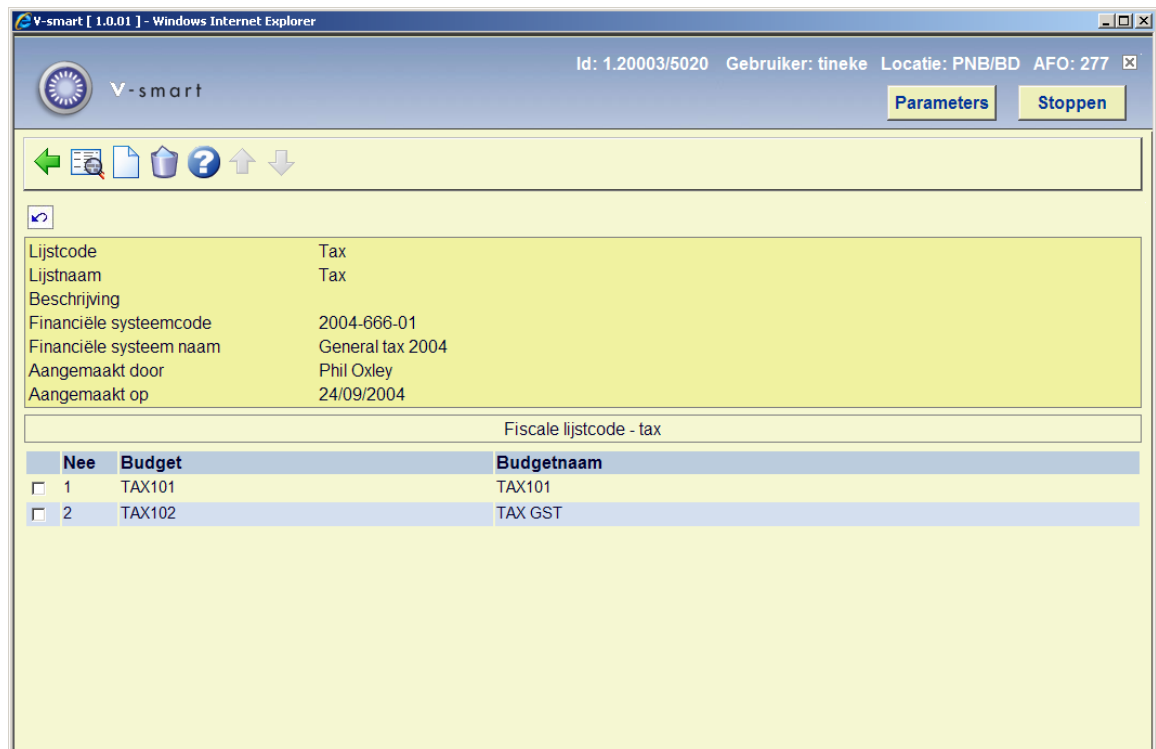 V-smart [ 1.0.01 ] - Windows Internet Explorer
Id: 1.20003/5020 Gebruiker: tineke Locatie: PNB/BD AFO: 277
V-smart
Parameters Stoppen
Lijstcode Tax
Lijstnaam Tax
Beschrijving
Financiële systeemcode 2004-666-01
Financiële systeem naam General tax 2004
Aangemaakt door Phil Oxley
Aangemaakt op 24/09/2004
Fiscale lijstcode - tax
Nee Budget Budgetnaam
1 TAX101 TAX101
2 TAX102 TAX GST